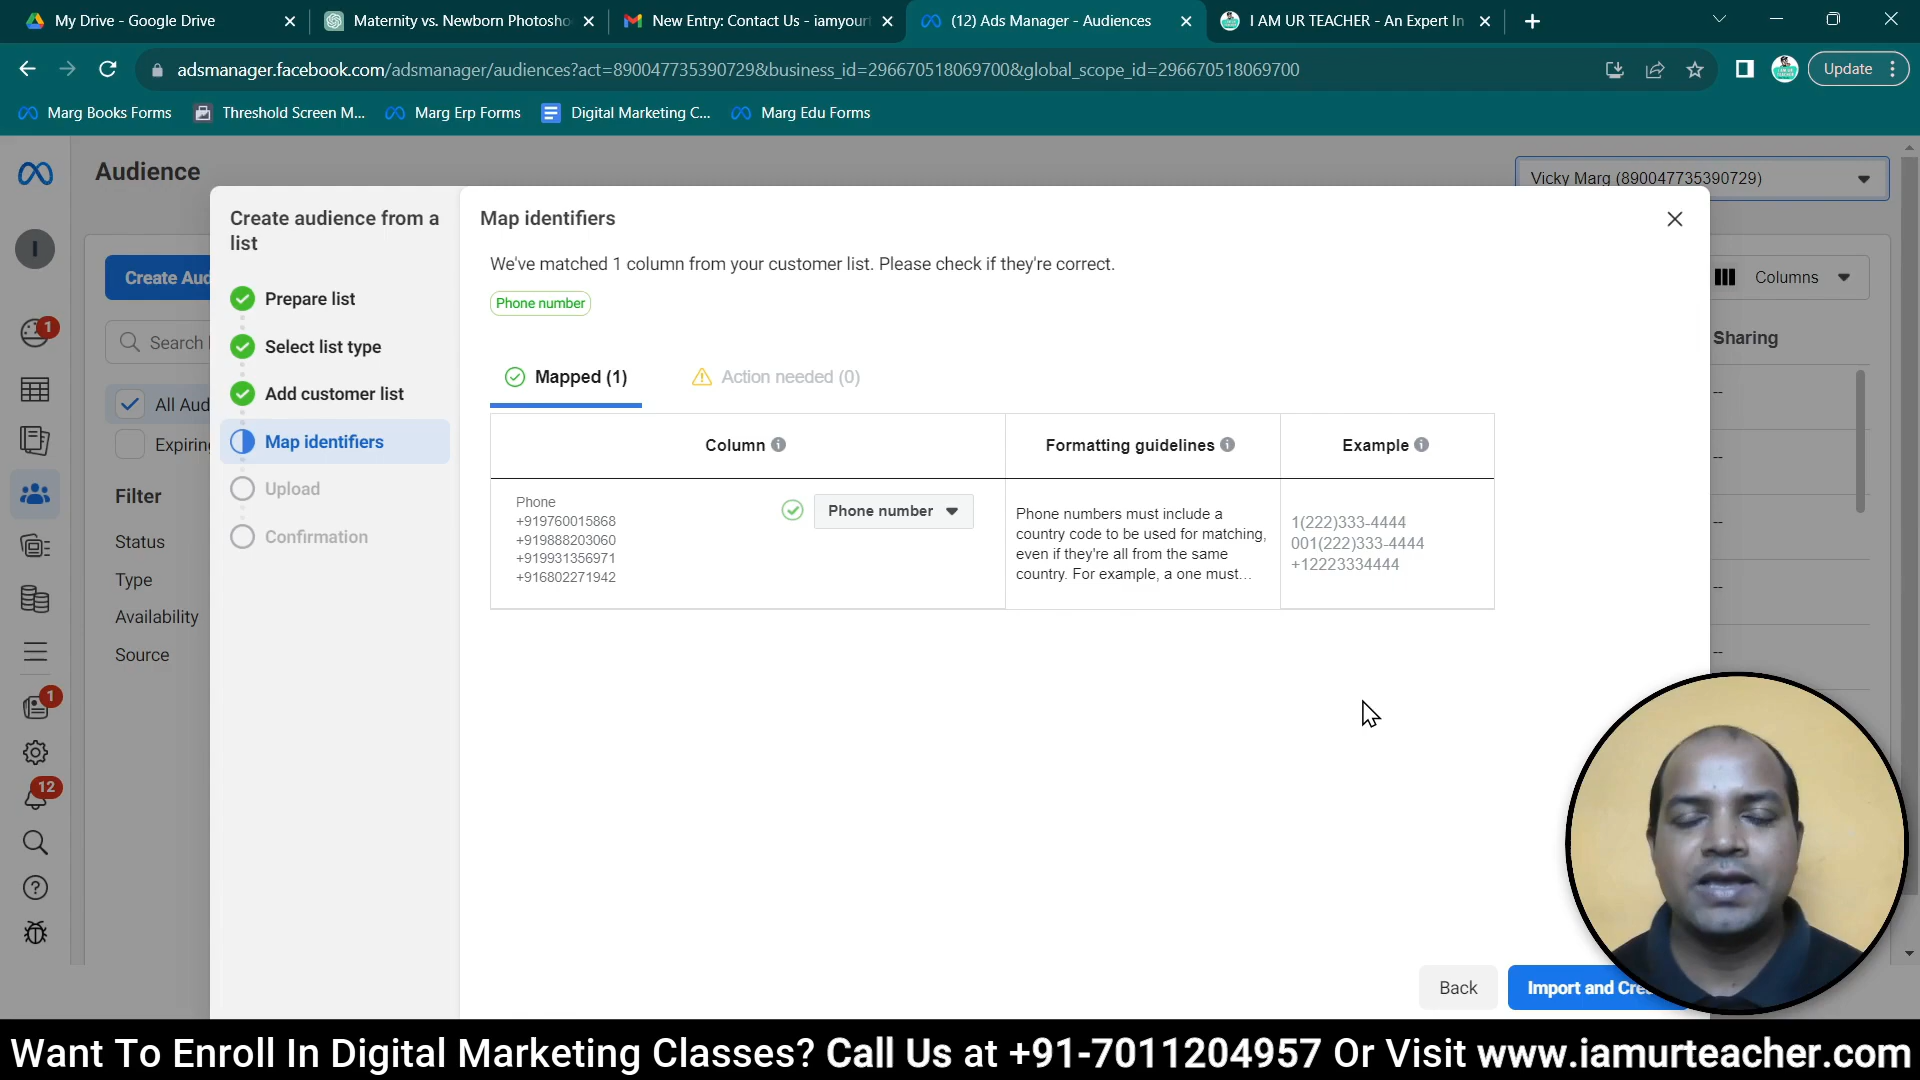 My Drive - Google Drive
Maternity vs. Newborn Photosho
New Entry: Contact Us - iamyourt
(12) Ads Manager - Audiences
I AM UR TEACHER - An Expert In
adsmanager.facebook.com/adsmanager/audiences?act=890047735390729&business_id=296670518069700&global_scope_id=296670518069700
Update
Marg Books Forms
Threshold Screen M...
Marg Erp Forms
Digital Marketing C...
Marg Edu Forms
Audience
Vicky Marg (890047735390729)
I
1
1
12
Create Aud
Search
All Aud
Expiring
Filter
Status
Type
Availability
Source
Columns
Sharing
--
--
--
--
--
Create audience from a
list
Prepare list
Select list type
Add customer list
Map identifiers
Upload
Confirmation
Map identifiers
We've matched 1 column from your customer list. Please check if they're correct.
Phone number
Mapped (1)
Action needed (0)
Column
Formatting guidelines
Example
Phone
+919760015868
+919888203060
+919931356971
+916802271942
Phone number
Phone numbers must include a
country code to be used for matching,
even if they're all from the same
country. For example, a one must...
1(222)333-4444
001(222)333-4444
+12223334444
Back
Import and Cre
Want To Enroll In Digital Marketing Classes? Call Us at +91-7011204957 Or Visit www.iamurteacher.com